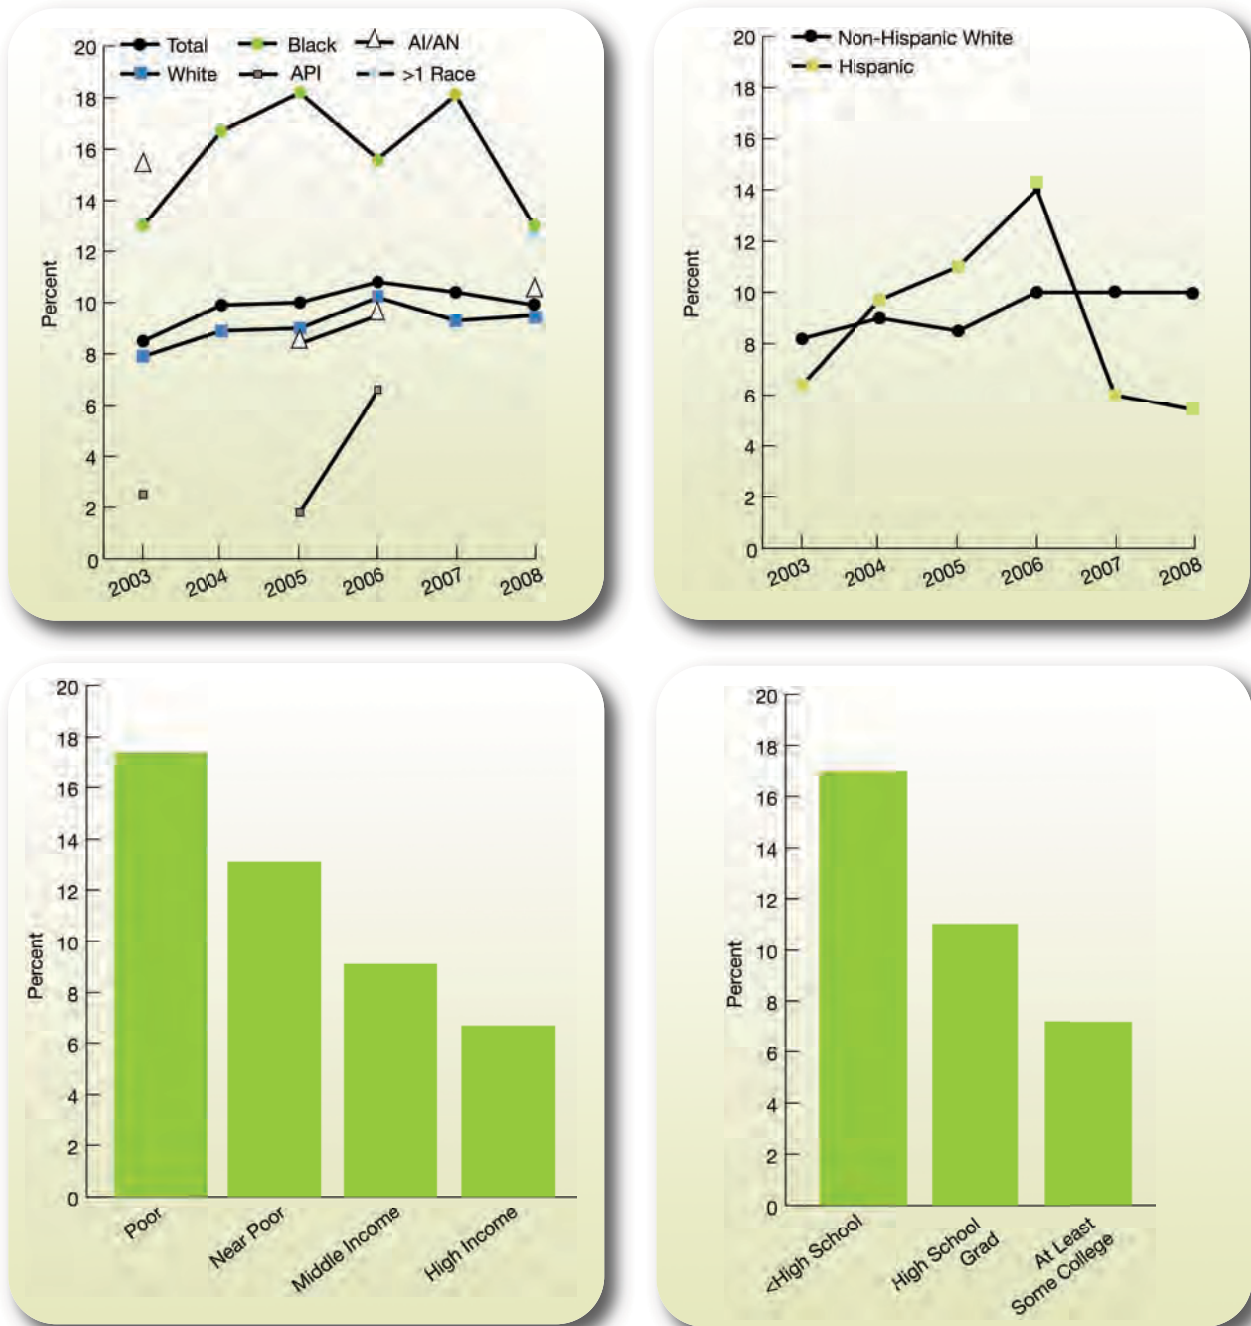 Total Black AI/AN
White API >1 Race
20
18
16
14
12
10
8
6
4
2
0
Percent
2003 2004 2005 2006 2007 2008
Non-Hispanic White
Hispanic
20
18
16
14
12
10
8
6
4
2
0
Percent
2003 2004 2005 2006 2007 2008
20
18
16
14
12
10
8
6
4
2
0
Percent
Poor
Near Poor
Middle Income
High Income
20
18
16
14
12
10
8
6
4
2
0
Percent
<High School
High School
Grad
At Least
Some College